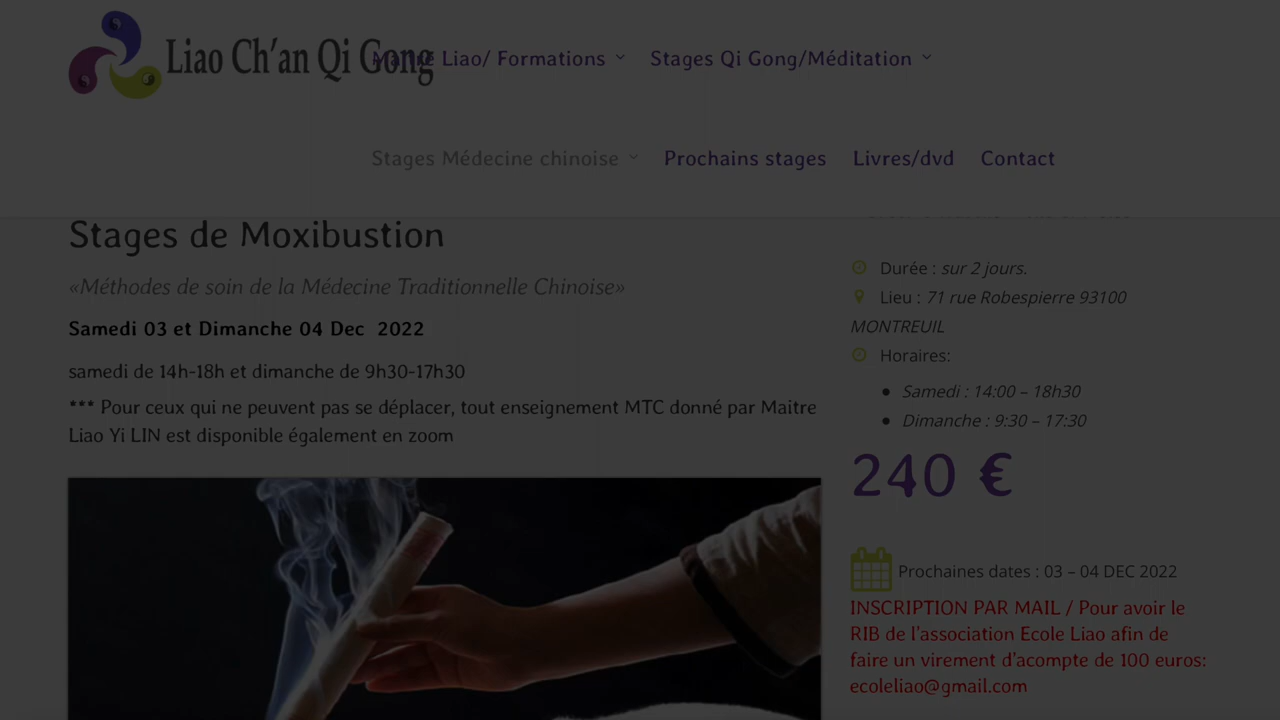 Liao Ch'an Qi Gong
Maitre Liao/ Formations
Stages Qi Gong/Méditation
Stages Médecine chinoise
Prochains stages
Livres/dvd
Contact
Stages de Moxibustion
«Méthodes de soin de la Médecine Traditionnelle Chinoise»
Samedi 03 et Dimanche 04 Dec 2022
samedi de 14h-18h et dimanche de 9h30-17h30
*** Pour ceux qui ne peuvent pas se déplacer, tout enseignement MTC donné par Maitre
Liao Yi LIN est disponible également en zoom
Durée : sur 2 jours.
Lieu : 71 rue Robespierre 93100
MONTREUIL
Horaires:
Samedi : 14:00 – 18h30
Dimanche : 9:30 – 17:30
240 €
Prochaines dates : 03 – 04 DEC 2022
INSCRIPTION PAR MAIL / Pour avoir le
RIB de l'association Ecole Liao afin de
faire un virement d'acompte de 100 euros:
ecoleliao@gmail.com